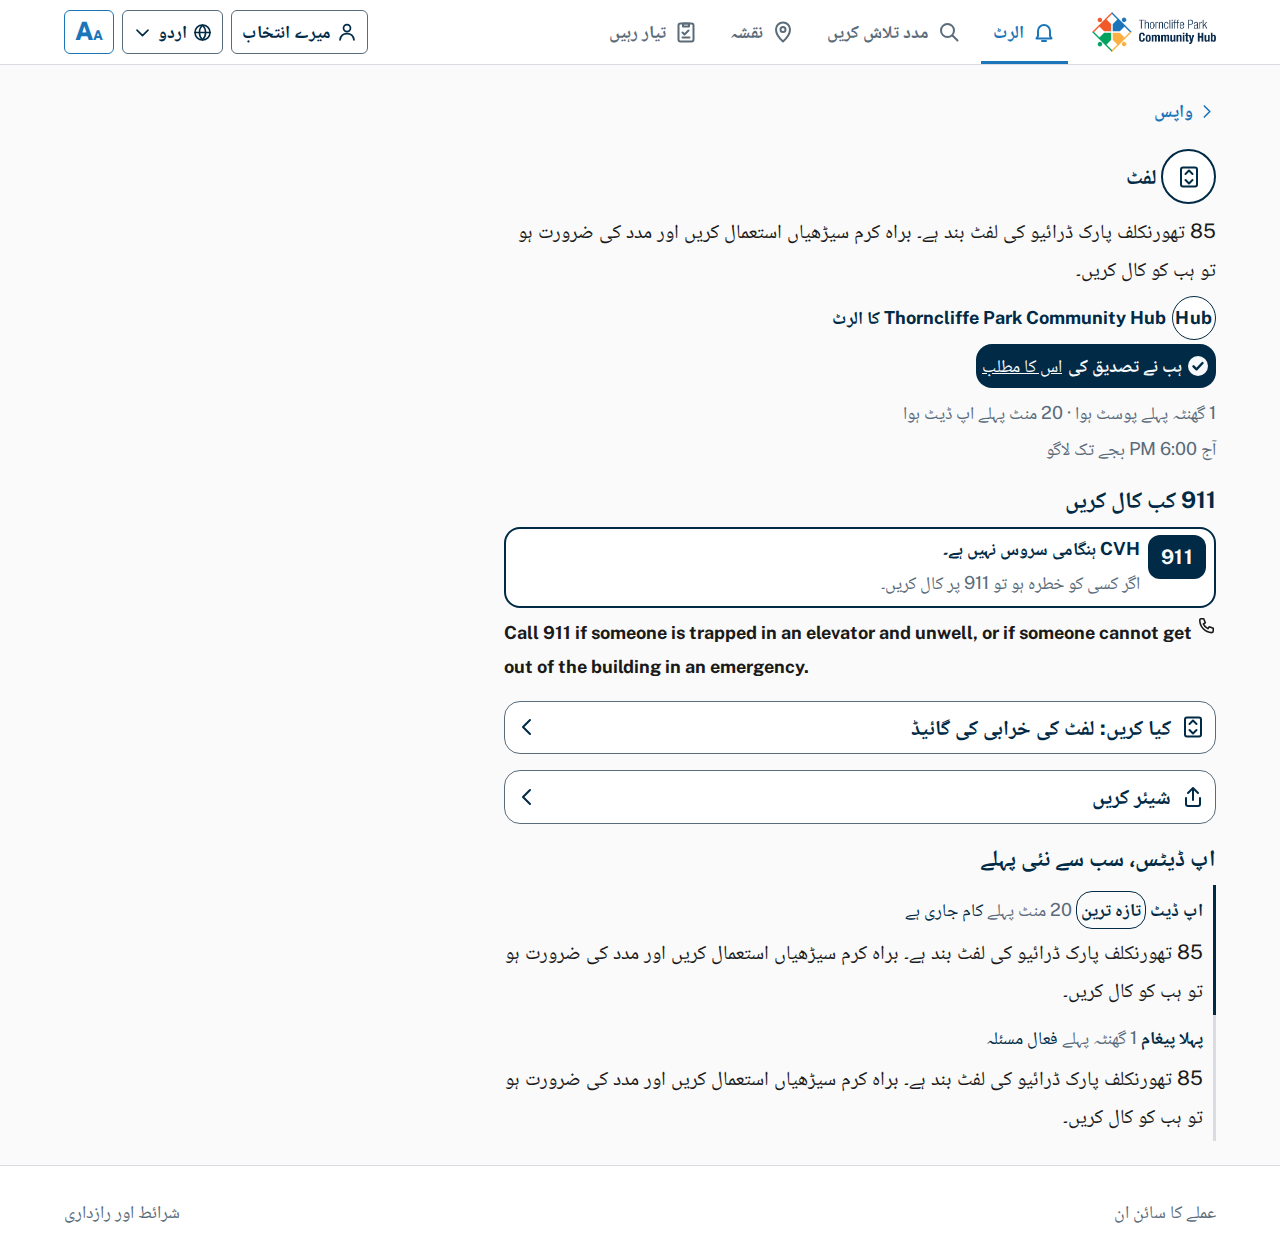 Thorncliffe Park
Community Hub
الرٹ
مدد تلاش کریں
نقشہ
تیار رہیں
میرے انتخاب
اردو
AA
واپس
لفٹ
85 تھورنکلف پارک ڈرائیو کی لفٹ بند ہے۔ براہ کرم سیڑھیاں استعمال کریں اور مدد کی ضرورت ہو
تو ہب کو کال کریں۔
Hub Thorncliffe Park Community Hub کا الرٹ
ہب نے تصدیق کی اس کا مطلب
1 گھنٹہ پہلے پوسٹ ہوا · 20 منٹ پہلے اپ ڈیٹ ہوا
آج 6:00 PM بجے تک لاگو
911 کب کال کریں
911
CVH ہنگامی سروس نہیں ہے۔
اگر کسی کو خطرہ ہو تو 911 پر کال کریں۔
Call 911 if someone is trapped in an elevator and unwell, or if someone cannot get
out of the building in an emergency.
کیا کریں: لفٹ کی خرابی کی گائیڈ
شیئر کریں
اپ ڈیٹس، سب سے نئی پہلے
اپ ڈیٹ تازہ ترین 20 منٹ پہلے کام جاری ہے
85 تھورنکلف پارک ڈرائیو کی لفٹ بند ہے۔ براہ کرم سیڑھیاں استعمال کریں اور مدد کی ضرورت ہو
تو ہب کو کال کریں۔
پہلا پیغام 1 گھنٹہ پہلے فعال مسئلہ
85 تھورنکلف پارک ڈرائیو کی لفٹ بند ہے۔ براہ کرم سیڑھیاں استعمال کریں اور مدد کی ضرورت ہو
تو ہب کو کال کریں۔
عملے کا سائن ان
شرائط اور رازداری